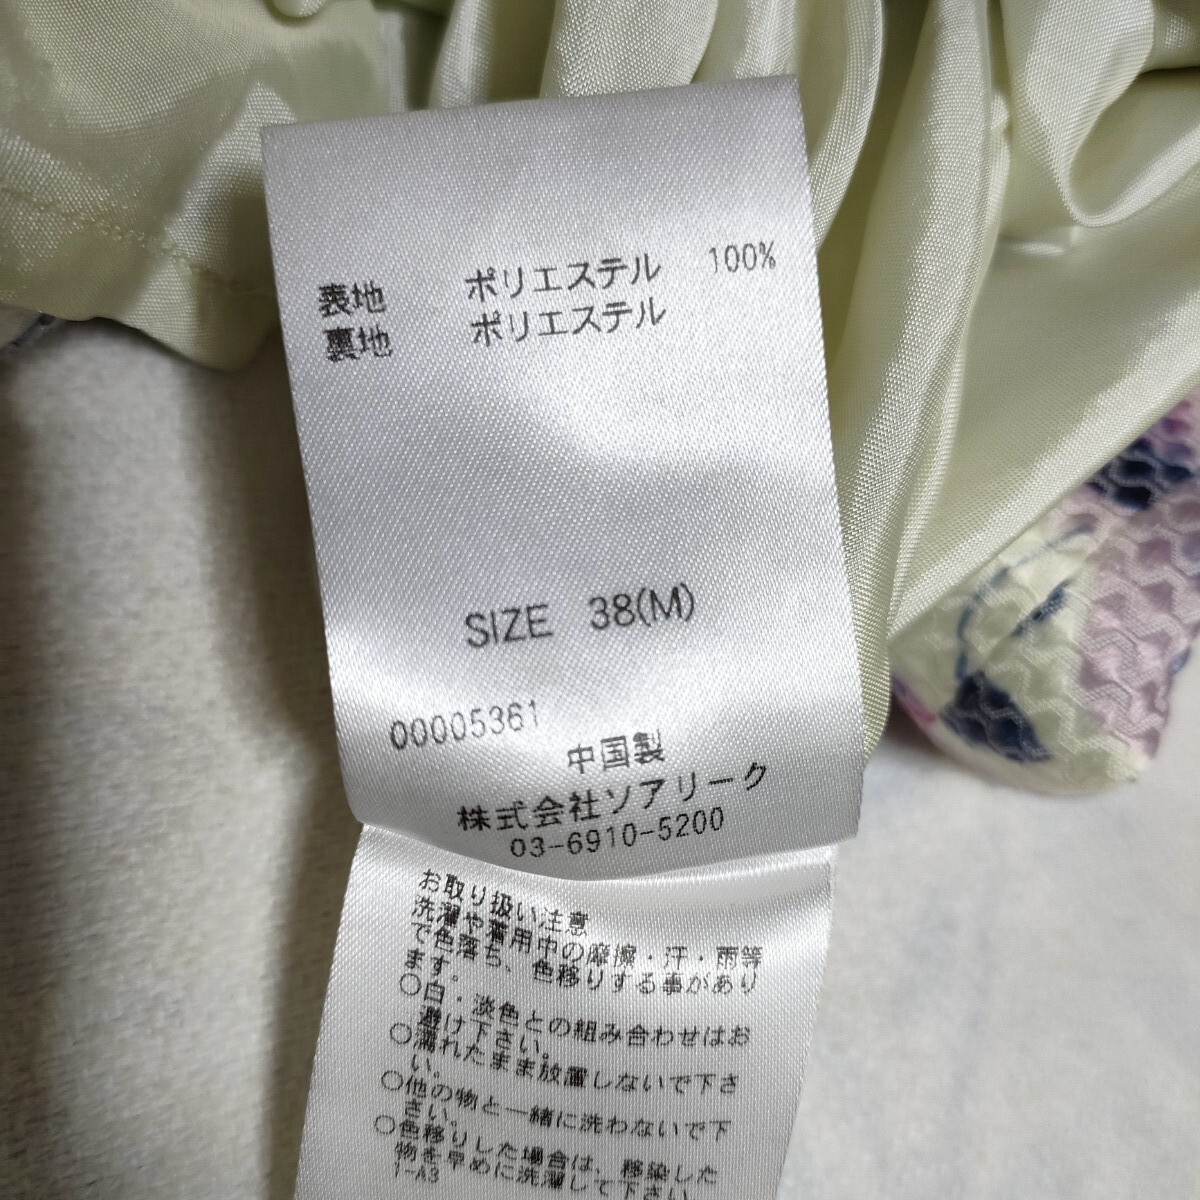 表地 ポリエステル 100%
裏地 ポリエステル
SIZE 38(M)
00005361
中国製
株式会社ソアリーク
03-6910-5200
お取り扱い注意
洗濯や着用中の摩擦・汗・雨等
で色落ち、色移りする事があり
ます。
○白・淡色との組み合わせはお
避け下さい。
○濡れたまま放置しないで下さ
い。
○他の物と一緒に洗わないで下
さい。
○色移りした場合は、移染した
物を早めに洗濯して下さい
1-A3